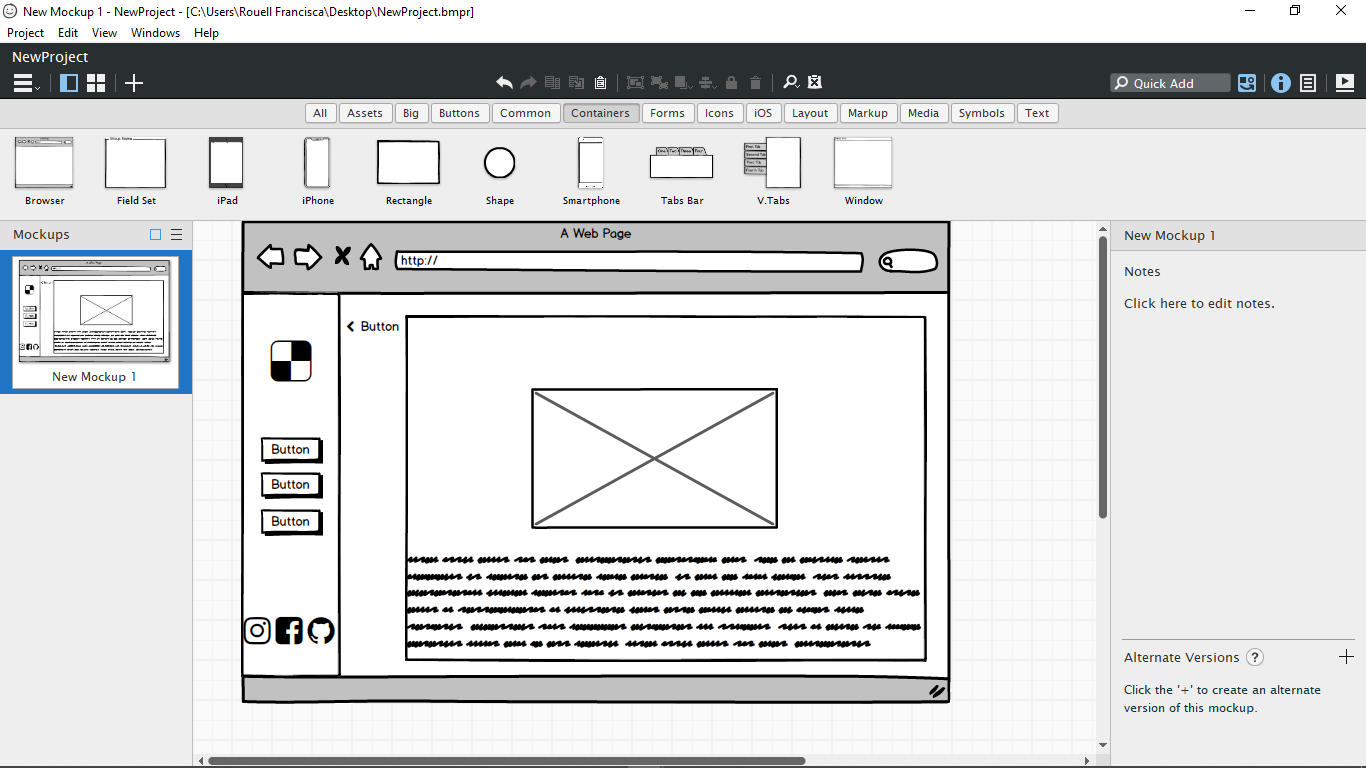 New Mockup 1 - NewProject - [C:\Users\Rouell Francisca\Desktop\NewProject.bmpr]
Project Edit View Windows Help
NewProject
Quick Add
All Assets Big Buttons Common Containers Forms Icons iOS Layout Markup Media Symbols Text
Browser Field Set iPad iPhone Rectangle Shape Smartphone Tabs Bar V.Tabs Window
Mockups
New Mockup 1
A Web Page
http://
Button
Button
Button
Button
New Mockup 1
Notes
Click here to edit notes.
Alternate Versions ?
Click the '+' to create an alternate
version of this mockup.